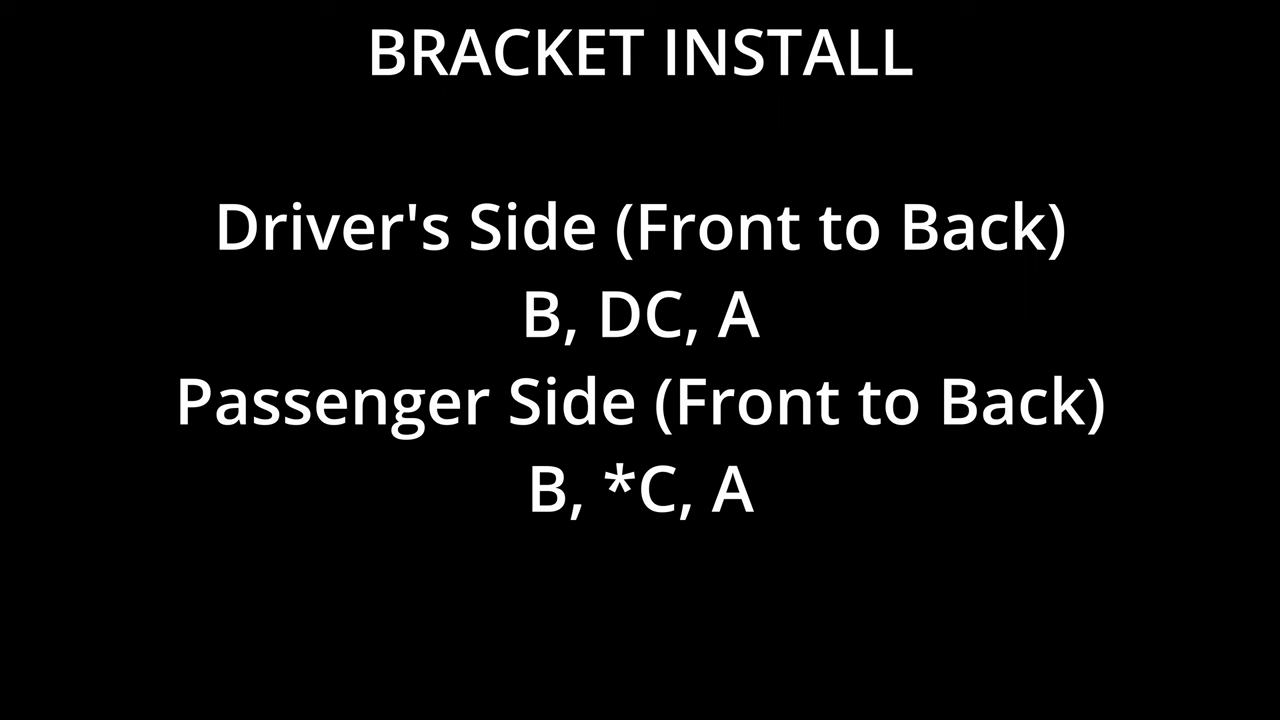 BRACKET INSTALL
Driver's Side (Front to Back)
B, DC, A
Passenger Side (Front to Back)
B, *C, A